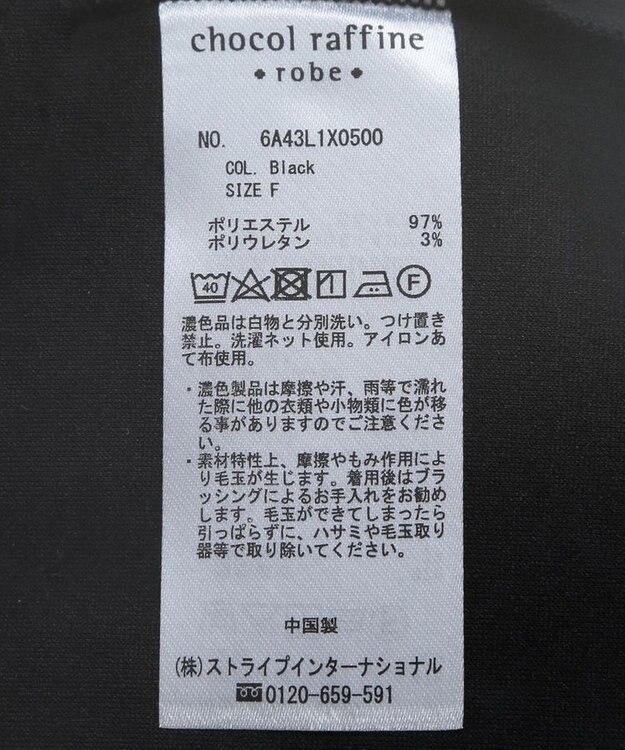 chocol raffine
robe
NO. 6A43L1X0500
COL. Black
SIZE F
ポリエステル 97%
ポリウレタン 3%
40 F
濃色品は白物と分別洗い。つけ置き
禁止。洗濯ネット使用。アイロンあ
て布使用。
・濃色製品は摩擦や汗、雨等で濡れ
た際に他の衣類や小物類に色が移
る事がありますのでご注意くださ
い。
・素材特性上、摩擦やもみ作用によ
り毛玉が生じます。着用後はブラ
ッシングによるお手入れをお勧め
します。毛玉ができてしまったら
引っぱらずに、ハサミや毛玉取り
器等で取り除いてください。
中国製
(株)ストライプインターナショナル
0120-659-591